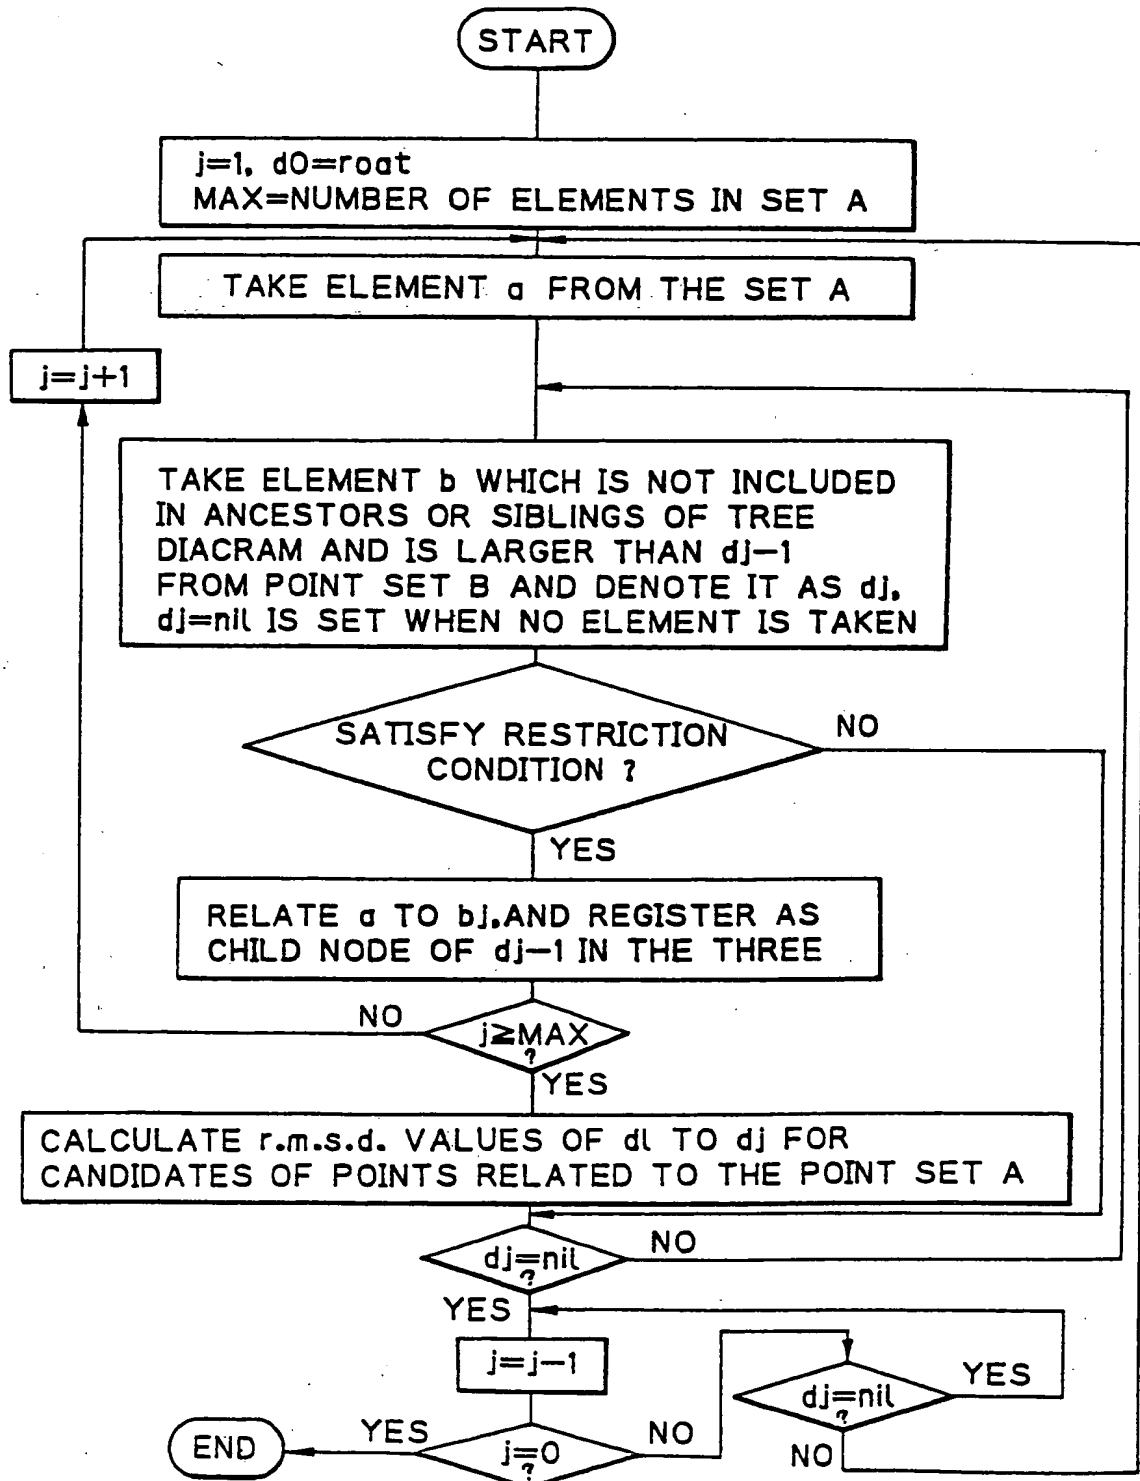 START
j=1, d0=roat
MAX=NUMBER OF ELEMENTS IN SET A
TAKE ELEMENT a FROM THE SET A
j=j+1
TAKE ELEMENT b WHICH IS NOT INCLUDED
IN ANCESTORS OR SIBLINGS OF TREE
DIACRAM AND IS LARGER THAN dj-1
FROM POINT SET B AND DENOTE IT AS dj,
dj=nil IS SET WHEN NO ELEMENT IS TAKEN
SATISFY RESTRICTION
CONDITION ?
NO
YES
RELATE a TO bj,AND REGISTER AS
CHILD NODE OF dj-1 IN THE THREE
NO
j≧MAX
?
YES
CALCULATE r.m.s.d. VALUES OF dl TO dj FOR
CANDIDATES OF POINTS RELATED TO THE POINT SET A
dj=nil
?
NO
YES
j=j-1
dj=nil
?
YES
NO
j=0
?
YES
NO
END